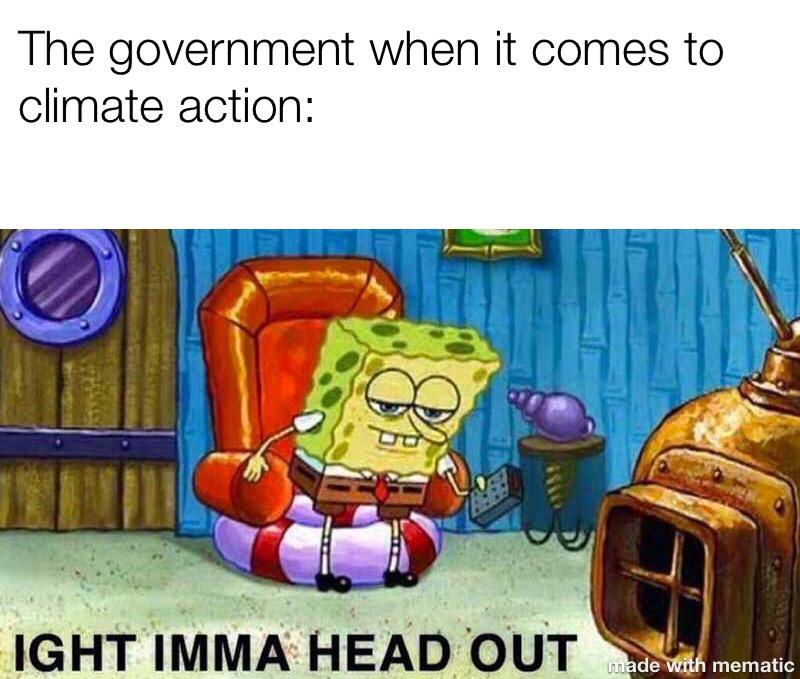 The government when it comes to
climate action:
IGHT IMMA HEAD OUT
made with mematic